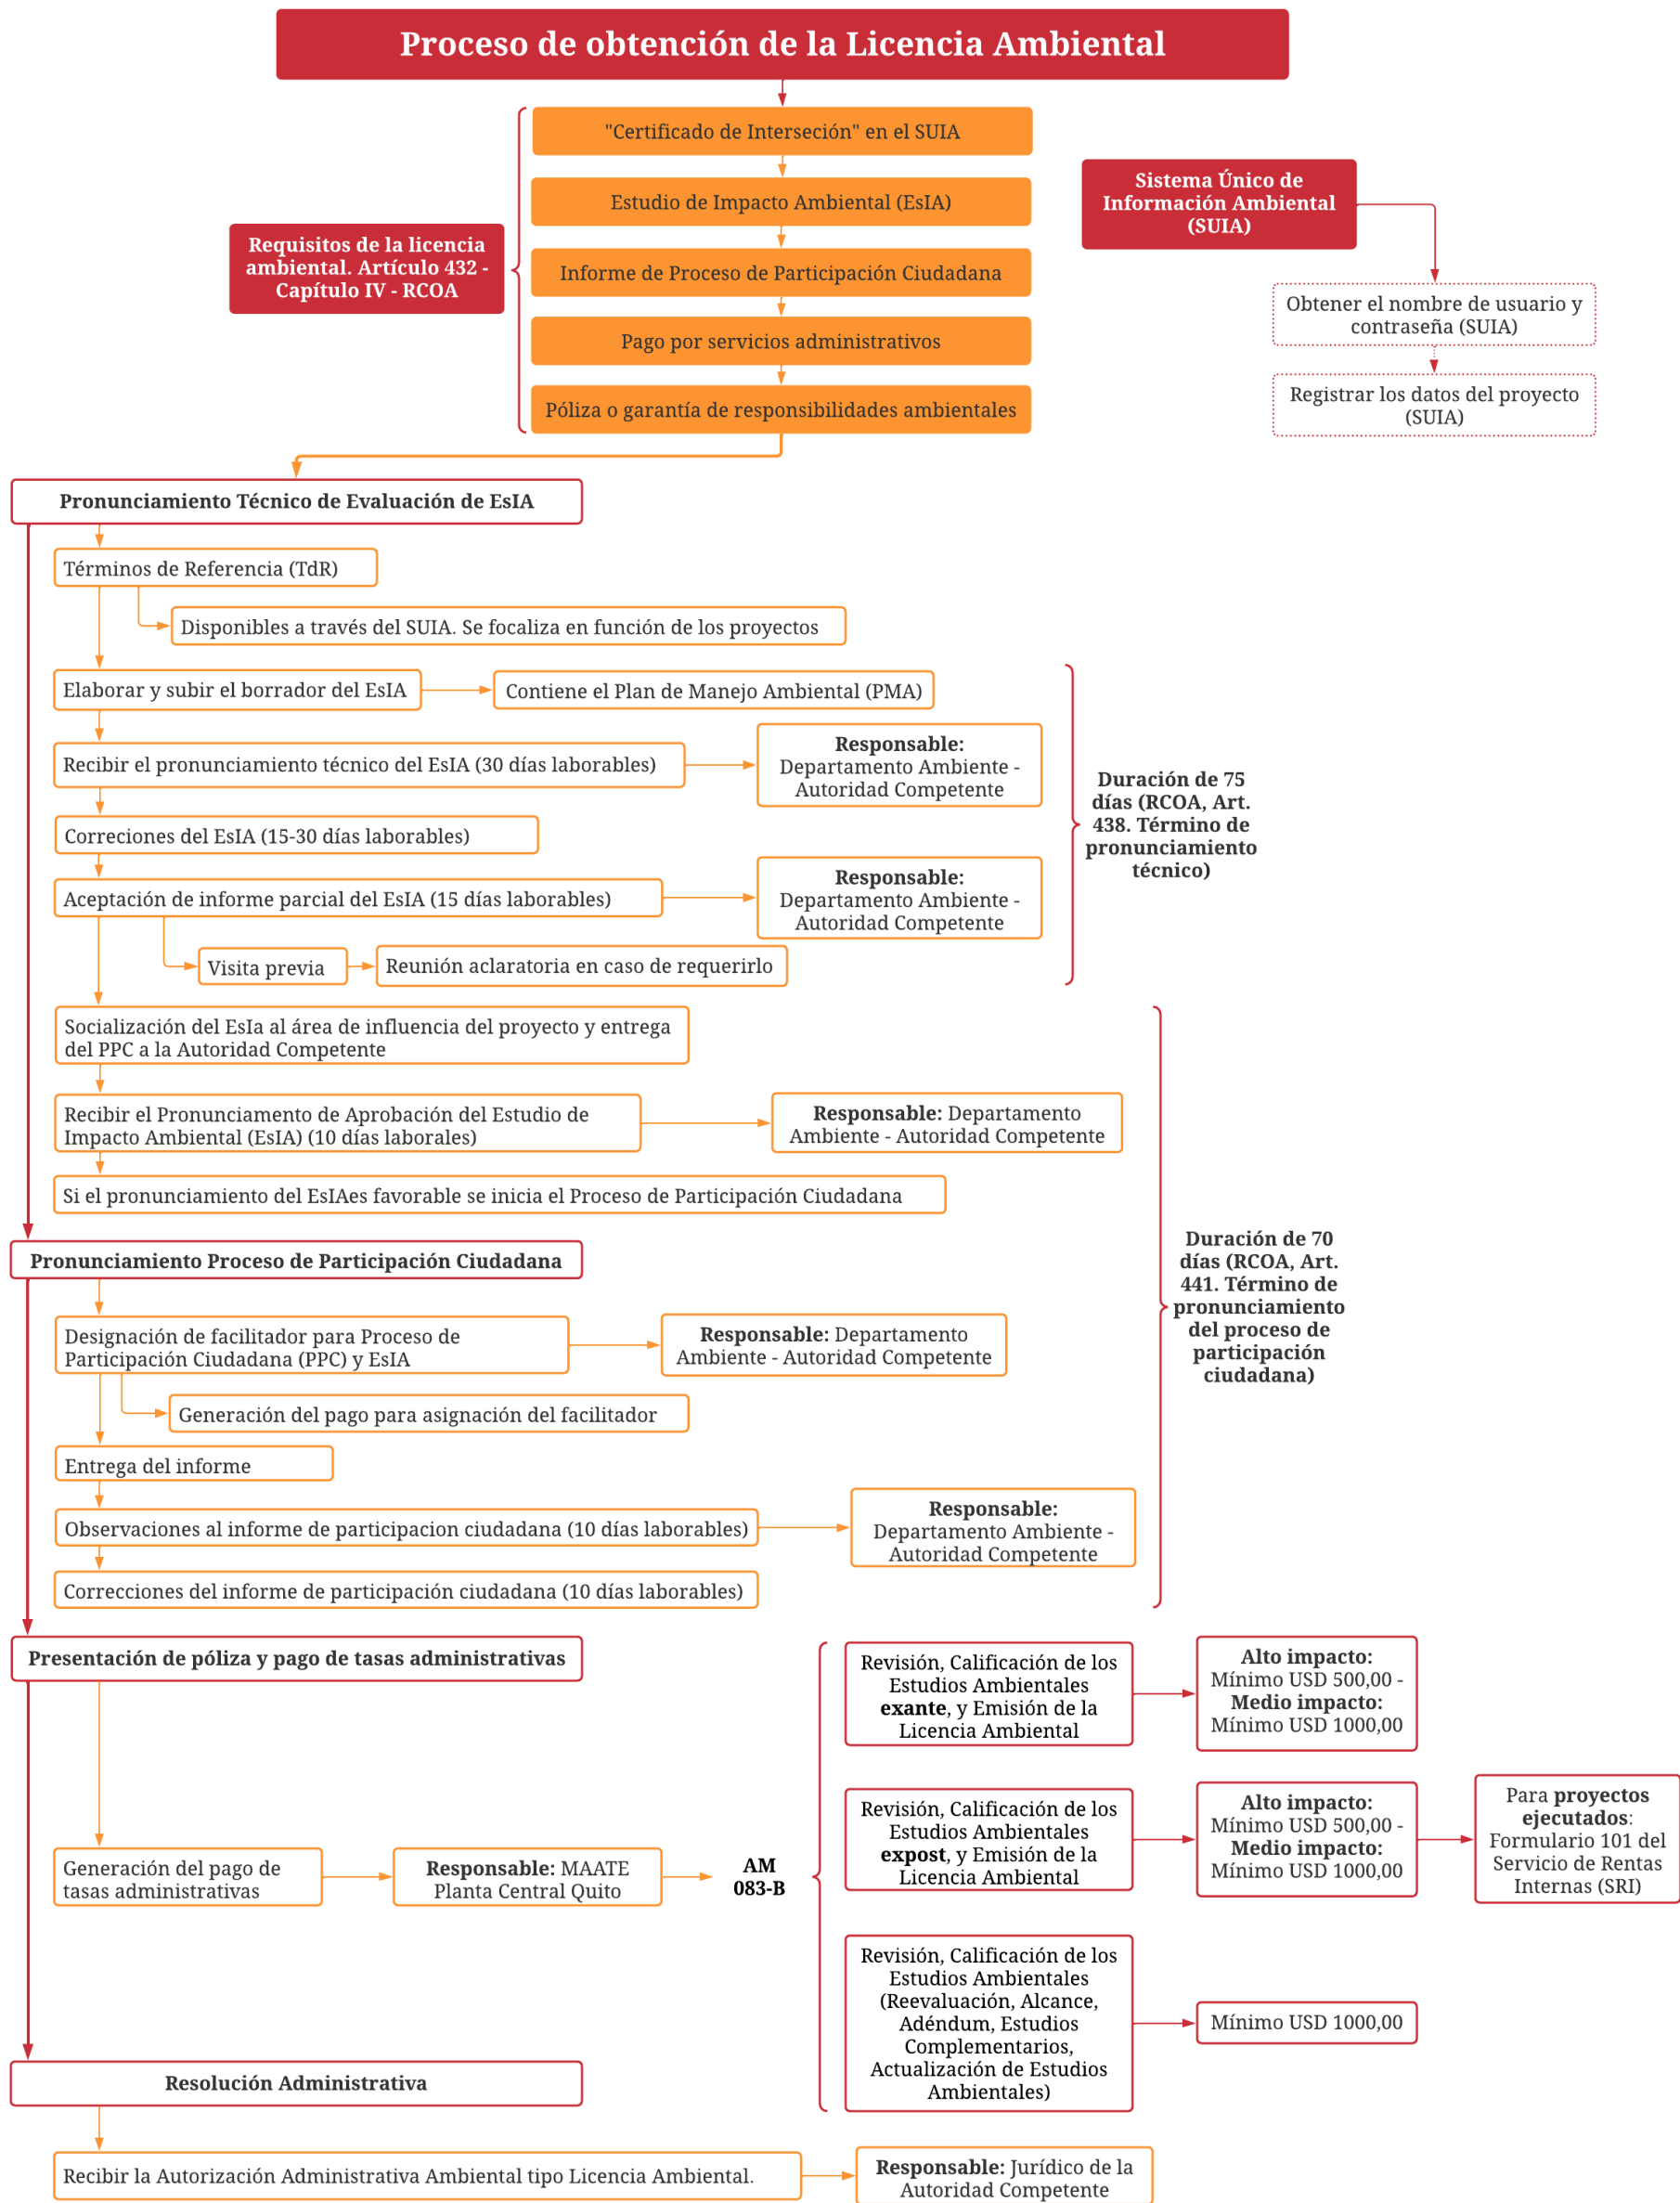 Proceso de obtención de la Licencia Ambiental
"Certificado de Interseción" en el SUIA
Estudio de Impacto Ambiental (EsIA)
Informe de Proceso de Participación Ciudadana
Pago por servicios administrativos
Póliza o garantía de responsibilidades ambientales
Requisitos de la licencia
ambiental. Artículo 432 -
Capítulo IV - RCOA
Sistema Único de
Información Ambiental
(SUIA)
Obtener el nombre de usuario y
contraseña (SUIA)
Registrar los datos del proyecto
(SUIA)
Pronunciamiento Técnico de Evaluación de EsIA
Términos de Referencia (TdR)
Disponibles a través del SUIA. Se focaliza en función de los proyectos
Elaborar y subir el borrador del EsIA
Contiene el Plan de Manejo Ambiental (PMA)
Recibir el pronunciamiento técnico del EsIA (30 días laborables)
Responsable:
Departamento Ambiente -
Autoridad Competente
Correciones del EsIA (15-30 días laborables)
Aceptación de informe parcial del EsIA (15 días laborables)
Responsable:
Departamento Ambiente -
Autoridad Competente
Visita previa
Reunión aclaratoria en caso de requerirlo
Duración de 75
días (RCOA, Art.
438. Término de
pronunciamiento
técnico)
Socialización del EsIa al área de influencia del proyecto y entrega
del PPC a la Autoridad Competente
Recibir el Pronunciamento de Aprobación del Estudio de
Impacto Ambiental (EsIA) (10 días laborales)
Responsable: Departamento
Ambiente - Autoridad Competente
Si el pronunciamiento del EsIAes favorable se inicia el Proceso de Participación Ciudadana
Pronunciamiento Proceso de Participación Ciudadana
Designación de facilitador para Proceso de
Participación Ciudadana (PPC) y EsIA
Responsable: Departamento
Ambiente - Autoridad Competente
Generación del pago para asignación del facilitador
Entrega del informe
Observaciones al informe de participacion ciudadana (10 días laborables)
Responsable:
Departamento Ambiente -
Autoridad Competente
Correcciones del informe de participación ciudadana (10 días laborables)
Duración de 70
días (RCOA, Art.
441. Término de
pronunciamiento
del proceso de
participación
ciudadana)
Presentación de póliza y pago de tasas administrativas
Generación del pago de
tasas administrativas
Responsable: MAATE
Planta Central Quito
AM
083-B
Revisión, Calificación de los
Estudios Ambientales
exante, y Emisión de la
Licencia Ambiental
Alto impacto:
Mínimo USD 500,00 -
Medio impacto:
Mínimo USD 1000,00
Revisión, Calificación de los
Estudios Ambientales
expost, y Emisión de la
Licencia Ambiental
Alto impacto:
Mínimo USD 500,00 -
Medio impacto:
Mínimo USD 1000,00
Para proyectos
ejecutados:
Formulario 101 del
Servicio de Rentas
Internas (SRI)
Revisión, Calificación de los
Estudios Ambientales
(Reevaluación, Alcance,
Adéndum, Estudios
Complementarios,
Actualización de Estudios
Ambientales)
Mínimo USD 1000,00
Resolución Administrativa
Recibir la Autorización Administrativa Ambiental tipo Licencia Ambiental.
Responsable: Jurídico de la
Autoridad Competente